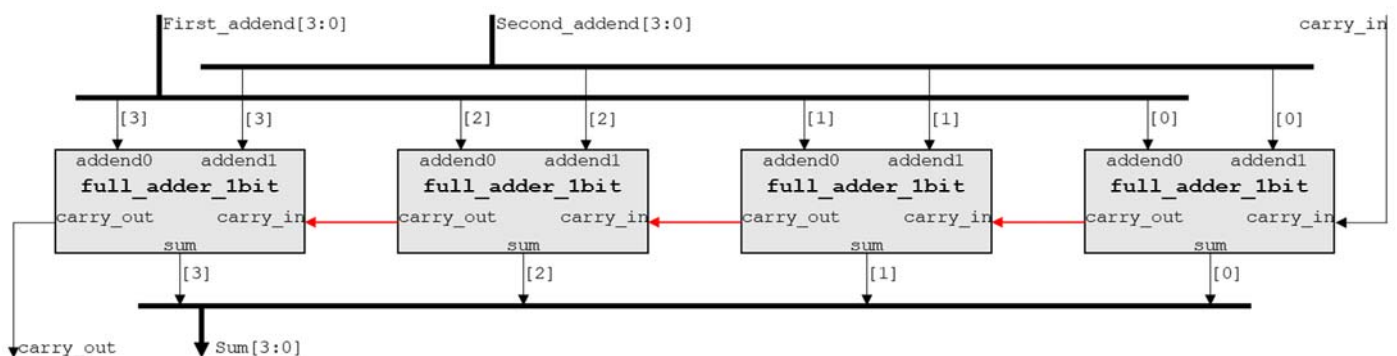 First_addend[3:0] Second_addend[3:0] carry_in
[3] [3] [2] [2] [1] [1] [0] [0]
addend0 addend1 addend0 addend1 addend0 addend1 addend0 addend1
full_adder_1bit full_adder_1bit full_adder_1bit full_adder_1bit
carry_out carry_in carry_out carry_in carry_out carry_in carry_out carry_in
sum sum sum sum
[3] [2] [1] [0]
carry_out Sum[3:0]